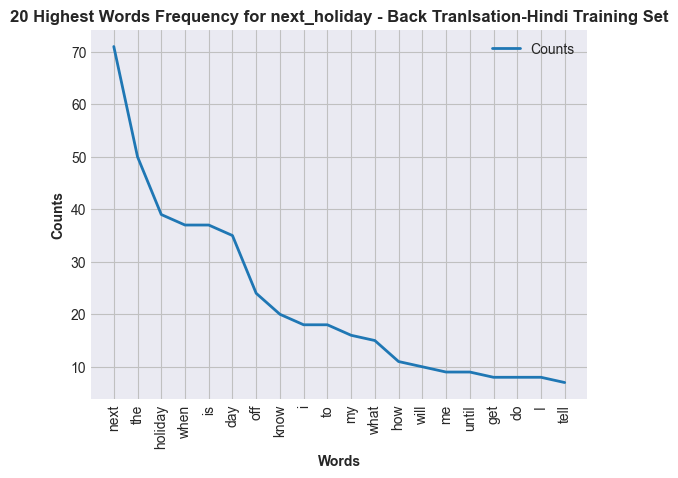 20 Highest Words Frequency for next_holiday - Back Tranlsation-Hindi Training Set
Counts
70
60
50
40
30
20
10
Counts
next
the
holiday
when
is
day
off
know
i
to
my
what
how
will
me
until
get
do
I
tell
Words